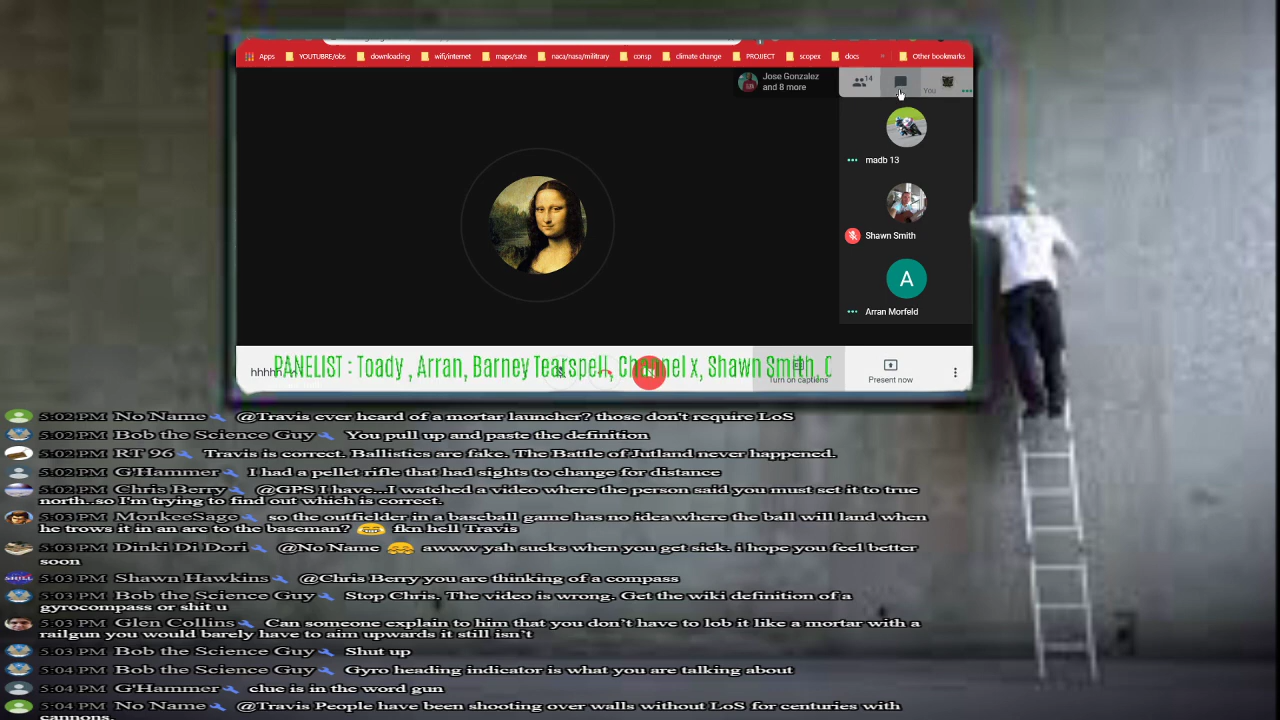 Apps YOUTUBRE/obs downloading wifi/internet maps/sate naca/nasa/militrary consp climate change PROJECT scopex docs Other bookmarks
Jose Gonzalez
and 8 more
14
You
madb 13
Shawn Smith
A
Arran Morfeld
PANELIST : Toady , Arran, Barney Tearspell, Channel x, Shawn Smith, C
Turn on captions
Present now
5:02 PM No Name @Travis ever heard of a mortar launcher? those don't require LoS
5:02 PM Bob the Science Guy You pull up and paste the definition
5:02 PM RT 96 Travis is correct. Ballistics are fake. The Battle of Jutland never happened.
5:02 PM G'Hammer I had a pellet rifle that had sights to change for distance
5:02 PM Chris Berry @GPS I have...I watched a video where the person said you must set it to true
north..so I'm trying to find out which is correct.
5:03 PM MonkeeSage so the outfielder in a baseball game has no idea where the ball will land when
he trows it in an arc to the baseman? 😂 fkn hell Travis
5:03 PM Dinki Di Dori @No Name 🤗 awww yah sucks when you get sick. i hope you feel better
soon
5:03 PM Shawn Hawkins @Chris Berry you are thinking of a compass
5:03 PM Bob the Science Guy Stop Chris, The video is wrong. Get the wiki definition of a
gyrocompass or shit u
5:03 PM Glen Collins Can someone explain to him that you don't have to lob it like a mortar with a
railgun you would barely have to aim upwards it still isn't
5:03 PM Bob the Science Guy Shut up
5:04 PM Bob the Science Guy Gyro heading indicator is what you are talking about
5:04 PM G'Hammer clue is in the word gun
5:04 PM No Name @Travis People have been shooting over walls without LoS for centuries with
cannons.